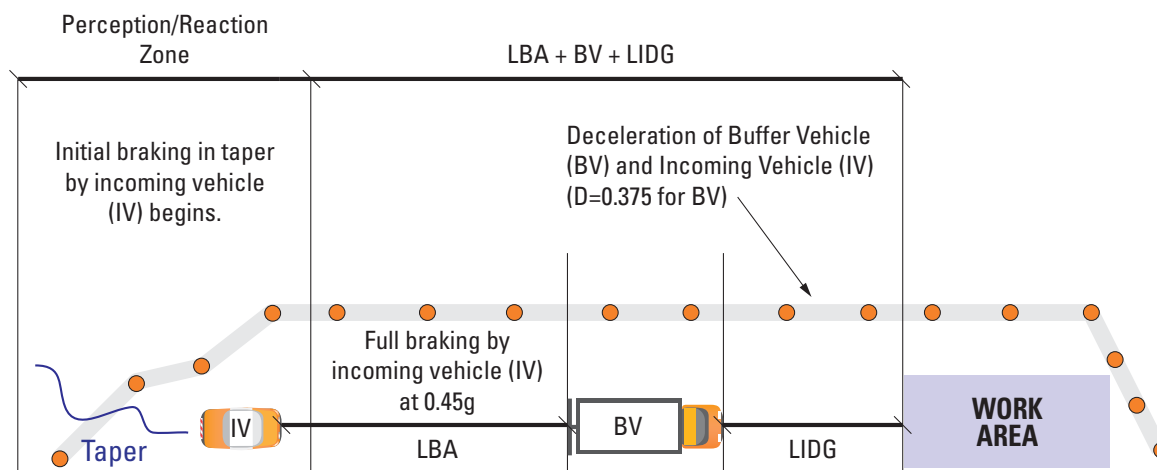 Perception/Reaction
Zone
LBA + BV + LIDG
Initial braking in taper
by incoming vehicle
(IV) begins.
Deceleration of Buffer Vehicle
(BV) and Incoming Vehicle (IV)
(D=0.375 for BV)
Full braking by
incoming vehicle (IV)
at 0.45g
Taper
IV
LBA
BV
LIDG
WORK
AREA